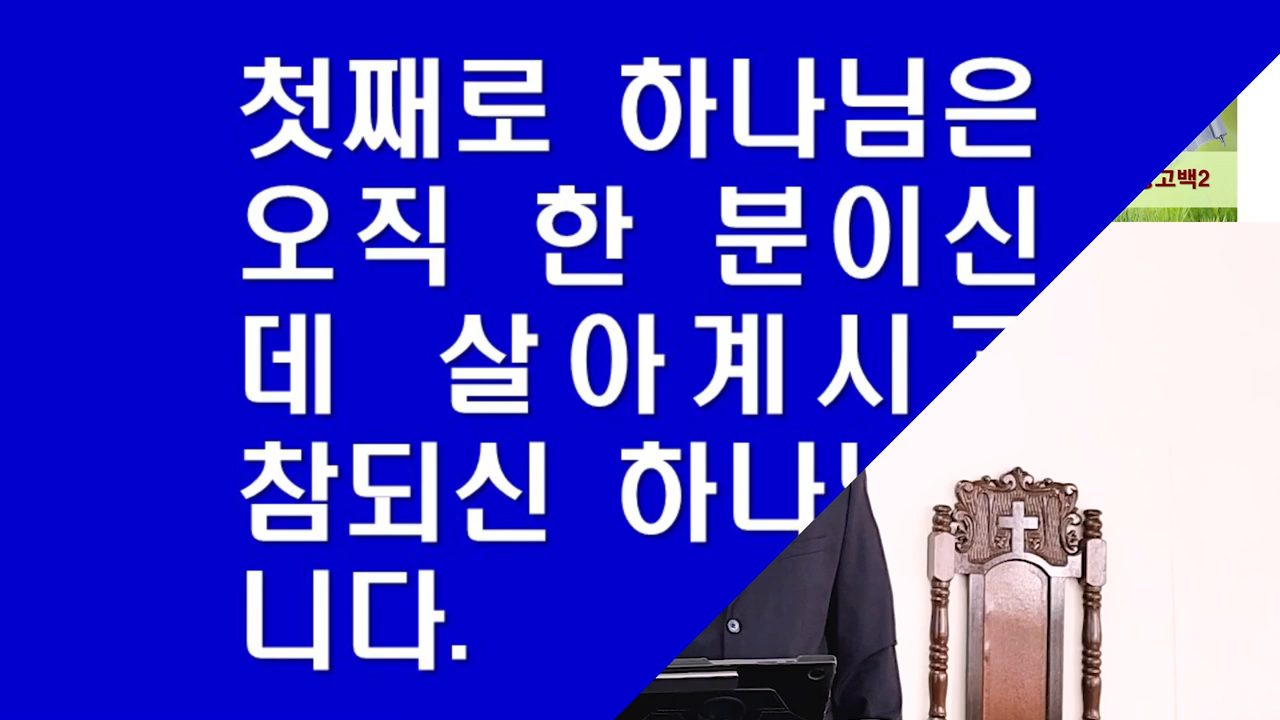 첫째로 하나님은
오직 한 분이신
데 살아계시
참되신 하나
니다.
고백2